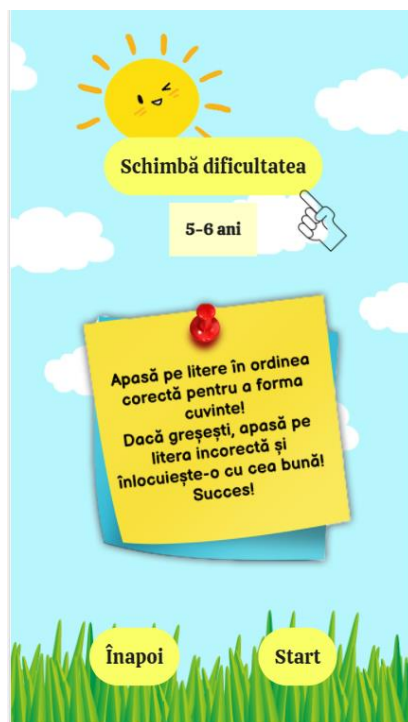 Schimbă dificultatea
5-6 ani
Apasă pe litere în ordinea
corectă pentru a forma
cuvinte!
Dacă greșești, apasă pe
litera incorectă și
înlocuiește-o cu cea bună!
Succes!
Înapoi
Start